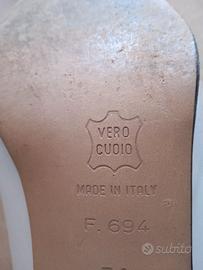 VERO
CUOIO
MADE IN ITALY
F. 694
subito